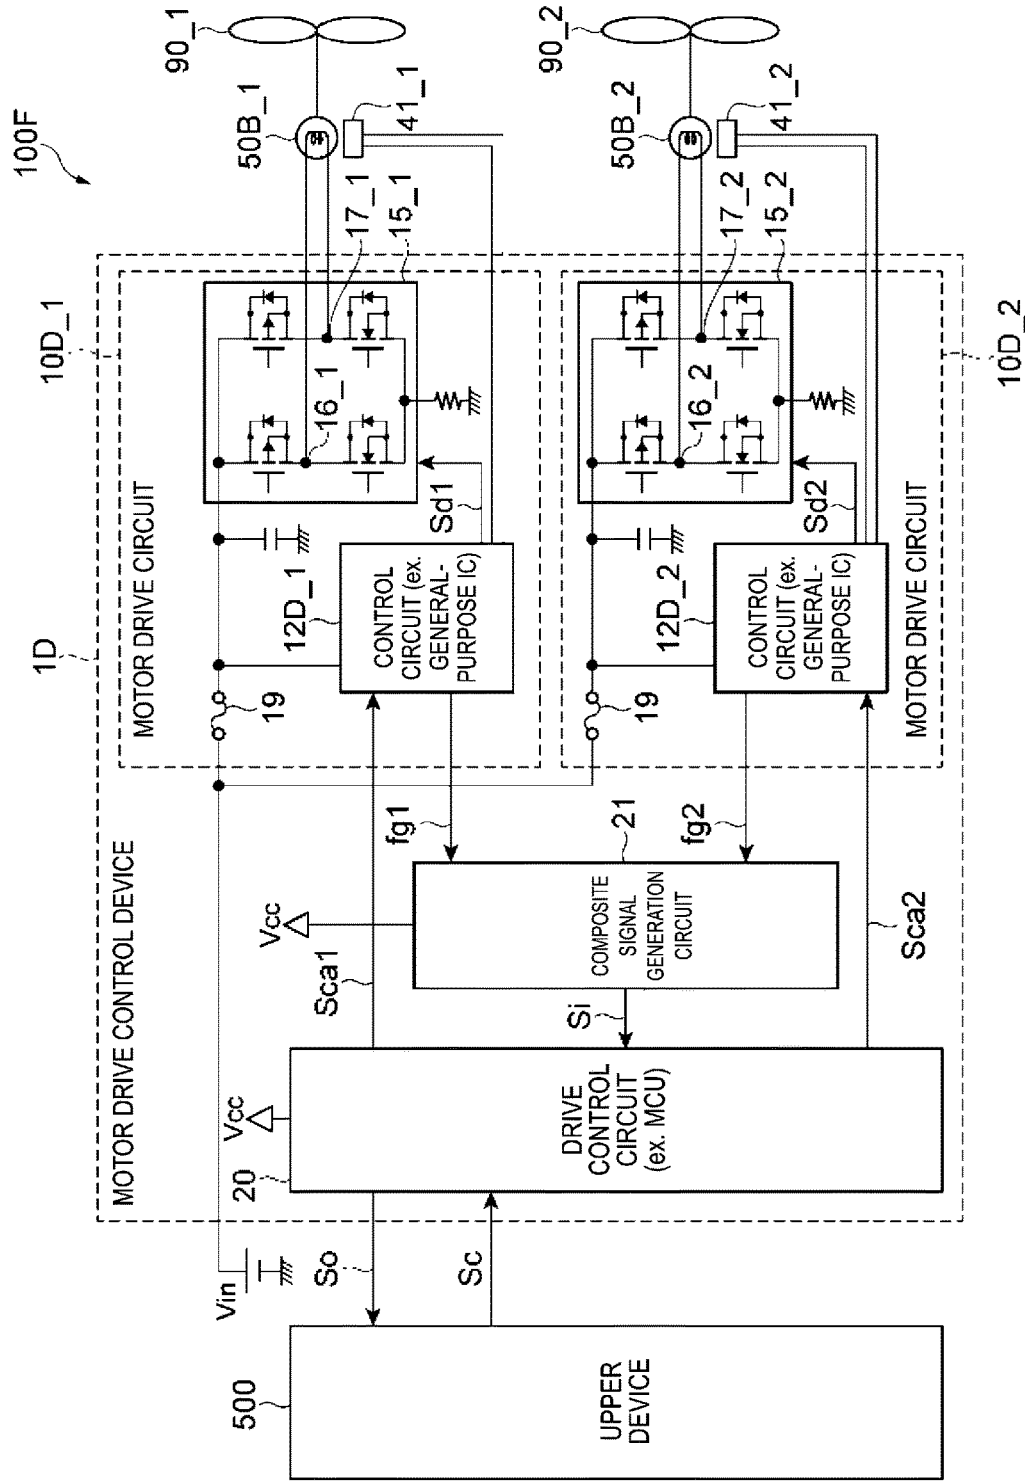 100F
1D
MOTOR DRIVE CONTROL DEVICE
10D_1
MOTOR DRIVE CIRCUIT
90_1
50B_1
41_1
17_1
15_1
16_1
Sd1
12D_1
CONTROL
CIRCUIT (ex.
GENERAL-
PURPOSE IC)
19
fg1
Sca1
Vcc
21
COMPOSITE
SIGNAL
GENERATION
CIRCUIT
Si
Vcc
20
DRIVE
CONTROL
CIRCUIT
(ex. MCU)
Vin
So
Sc
500
UPPER
DEVICE
90_2
50B_2
41_2
17_2
15_2
16_2
Sd2
12D_2
CONTROL
CIRCUIT (ex.
GENERAL-
PURPOSE IC)
19
fg2
Sca2
MOTOR DRIVE CIRCUIT
10D_2